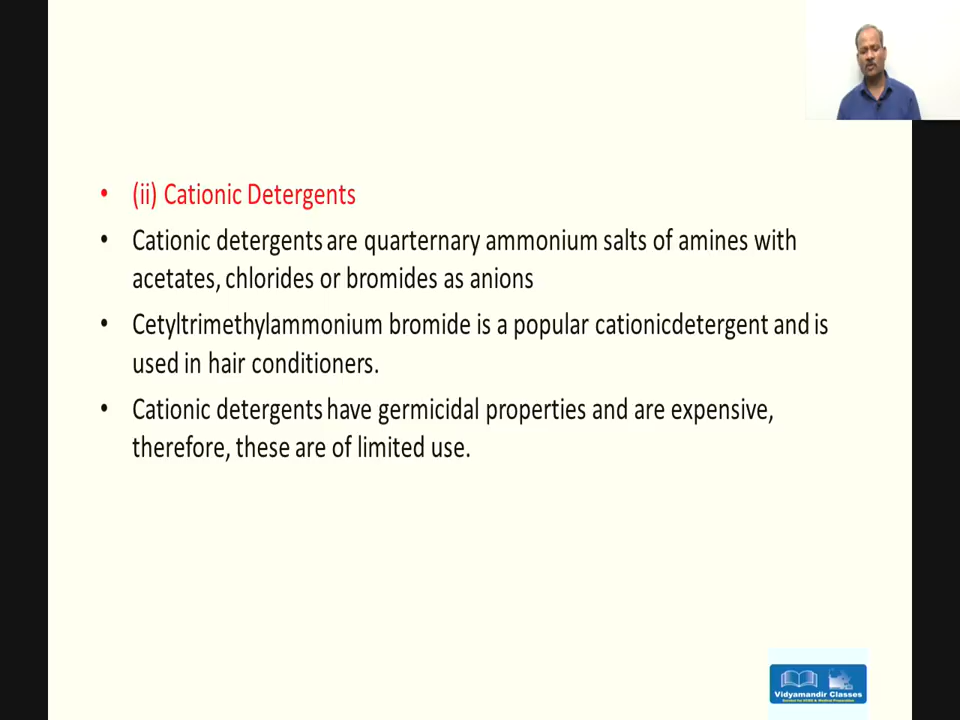 • (ii) Cationic Detergents
• Cationic detergents are quarternary ammonium salts of amines with
acetates, chlorides or bromides as anions
• Cetyltrimethylammonium bromide is a popular cationicdetergent and is
used in hair conditioners.
• Cationic detergents have germicidal properties and are expensive,
therefore, these are of limited use.
Vidyamandir Classes